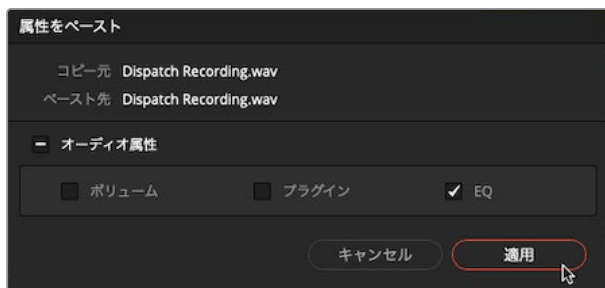 属性をペースト
コピー元 Dispatch Recording.wav
ペースト先 Dispatch Recording.wav
オーディオ属性
ボリューム プラグイン EQ
キャンセル 適用